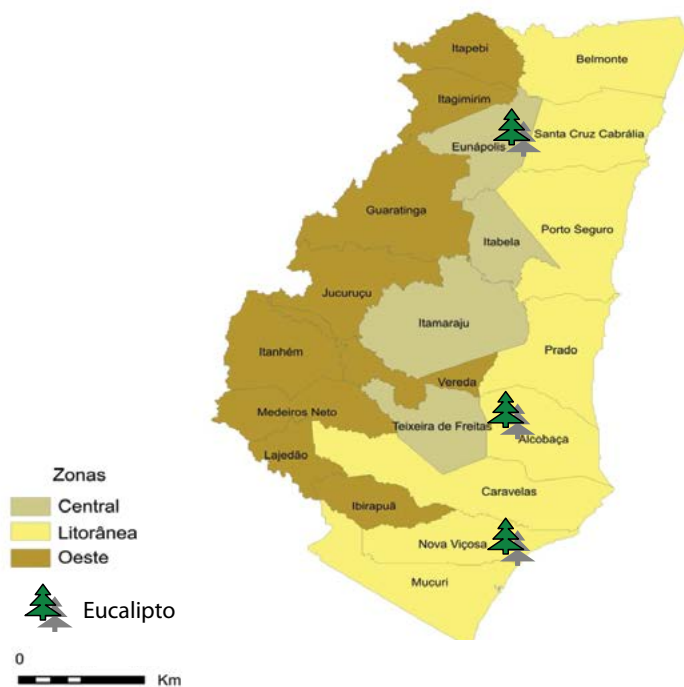 Itapebi
Belmonte
Itagimirim
Santa Cruz Cabrália
Eunápolis
Guaratinga
Porto Seguro
Itabela
Jucuruçu
Itamaraju
Itanhém
Prado
Vereda
Medeiros Neto
Teixeira de Freitas
Alcobaça
Lajedão
Caravelas
Ibirapuã
Nova Viçosa
Mucuri
Zonas
Central
Litorânea
Oeste
Eucalipto
0
Km